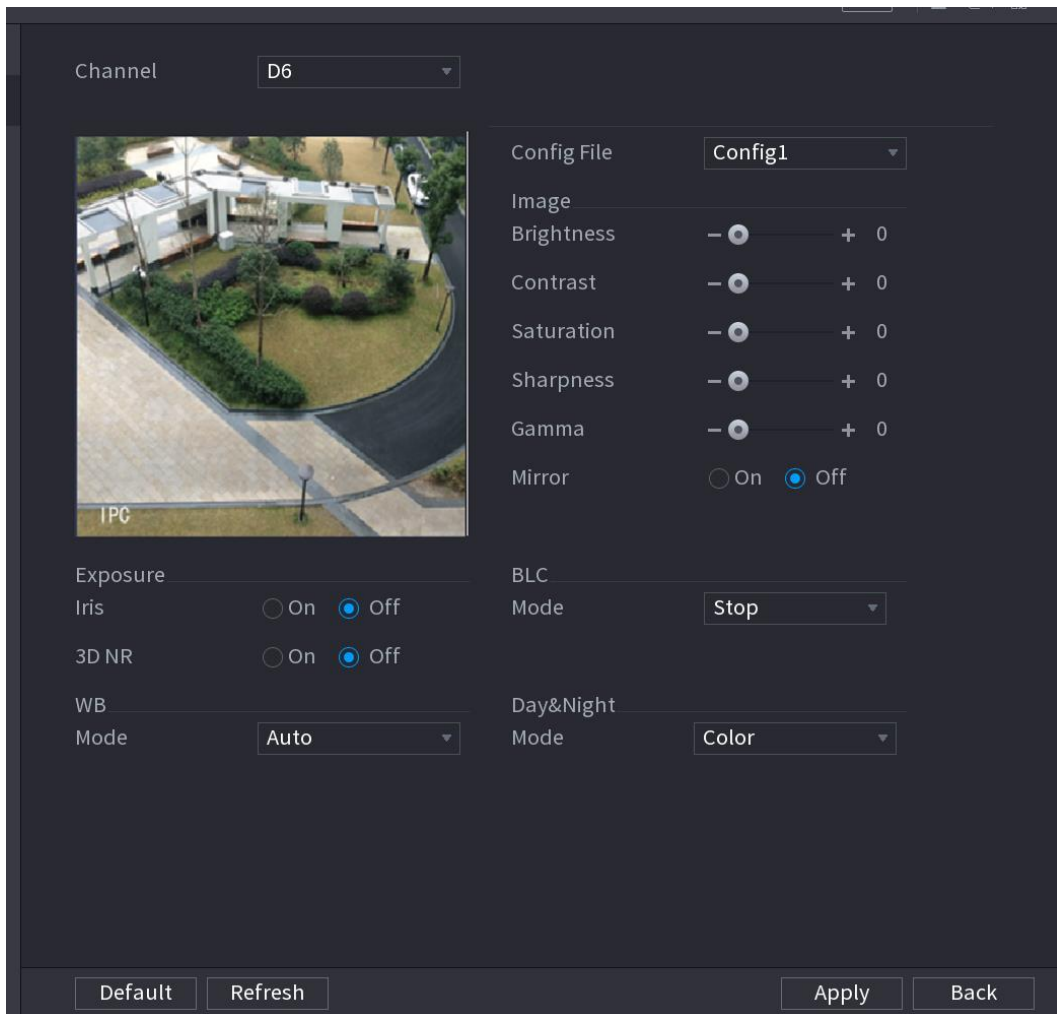 Channel D6
Config File Config1
Image
Brightness - + 0
Contrast - + 0
Saturation - + 0
Sharpness - + 0
Gamma - + 0
Mirror On Off
IPC
Exposure BLC
Iris On Off Mode Stop
3D NR On Off
WB Day&Night
Mode Auto Mode Color
Default Refresh Apply Back